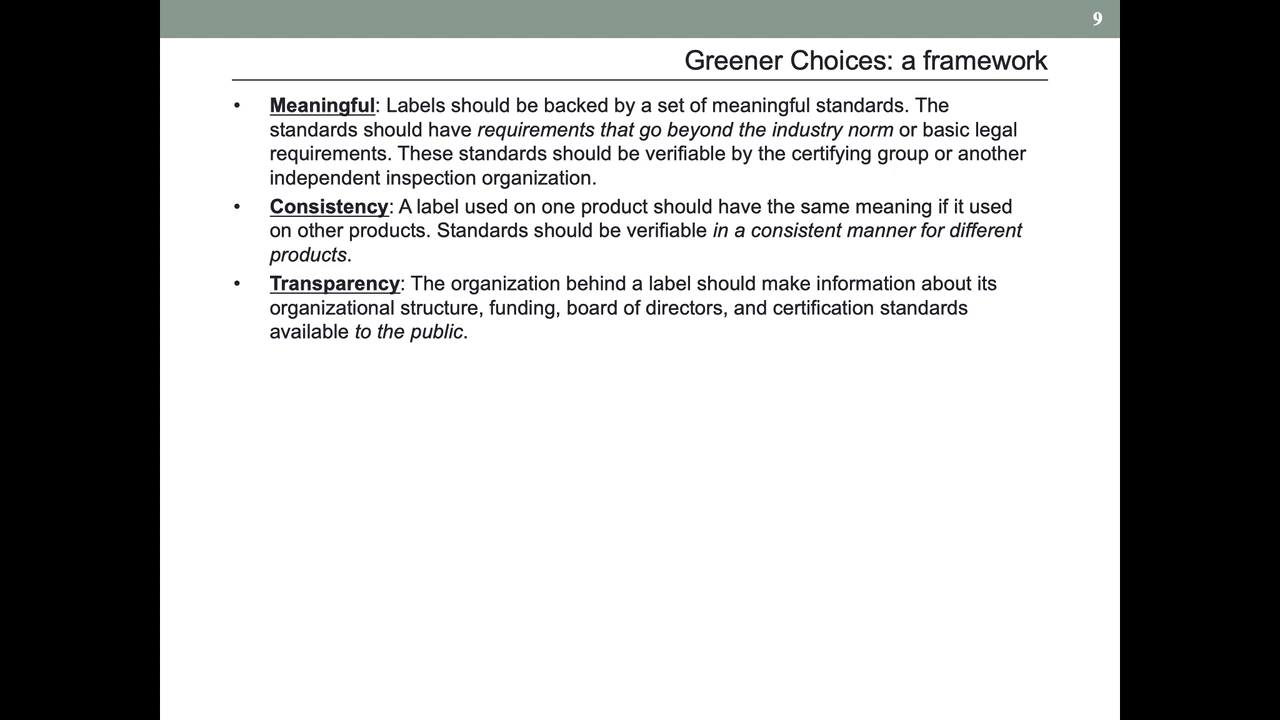 9
Greener Choices: a framework
• Meaningful: Labels should be backed by a set of meaningful standards. The
standards should have requirements that go beyond the industry norm or basic legal
requirements. These standards should be verifiable by the certifying group or another
independent inspection organization.
• Consistency: A label used on one product should have the same meaning if it used
on other products. Standards should be verifiable in a consistent manner for different
products.
• Transparency: The organization behind a label should make information about its
organizational structure, funding, board of directors, and certification standards
available to the public.